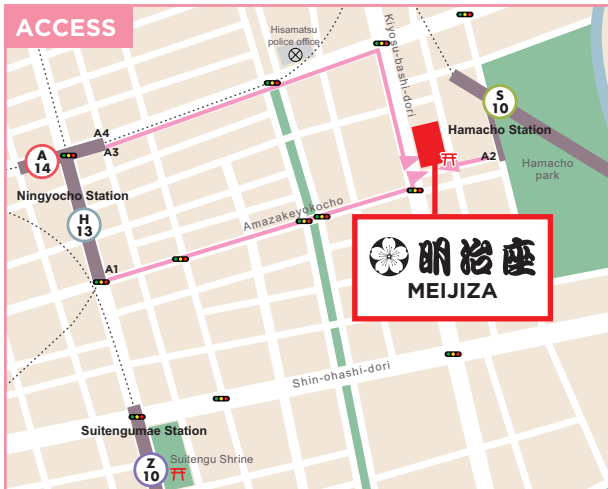 ACCESS
Hisamatsu
police office
Kiyosu-bashi-dori
S
10
Hamacho Station
A4
A3
A
14
A2
Hamacho
park
Ningyocho Station
H
13
Amazakeyokocho
A1
明治座
MEIJIZA
Shin-ohashi-dori
Suitengumae Station
Z
10
Suitengu Shrine